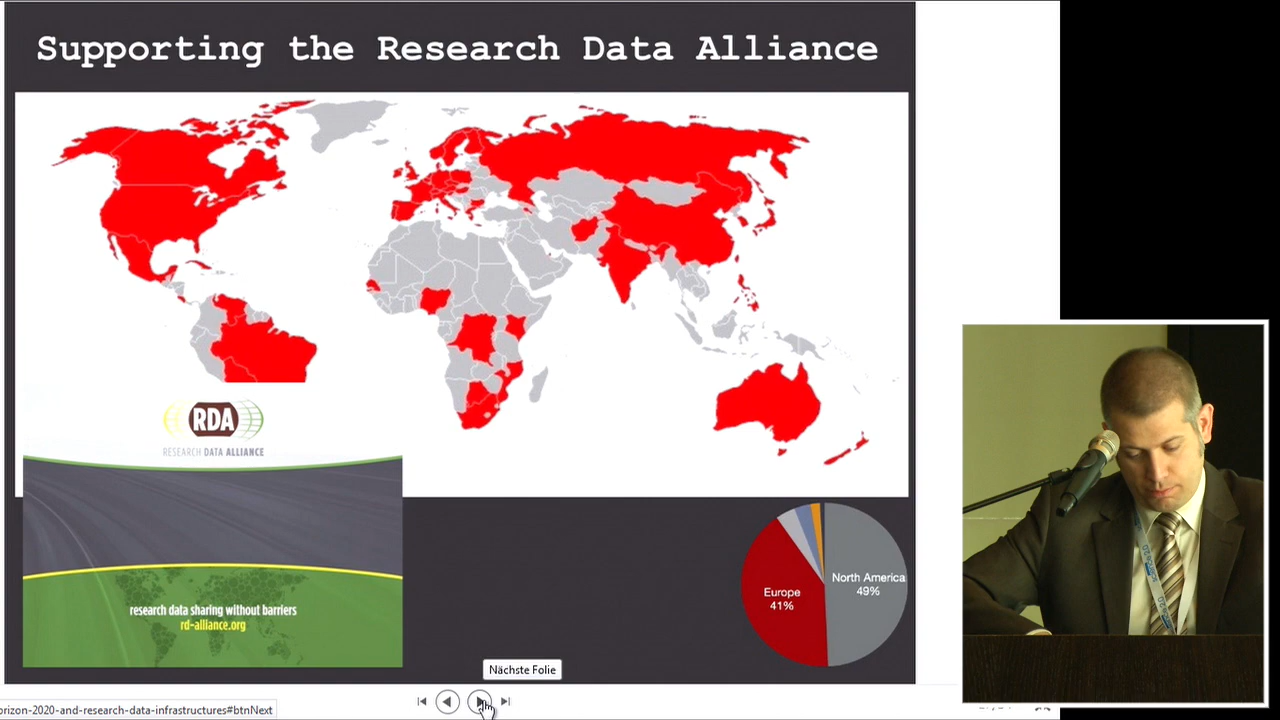 Supporting the Research Data Alliance
RDA
RESEARCH DATA ALLIANCE
research data sharing without barriers
rd-alliance.org
Europe
41%
North America
49%
Nächste Folie
orizon-2020-and-research-data-infrastructures#btnNext